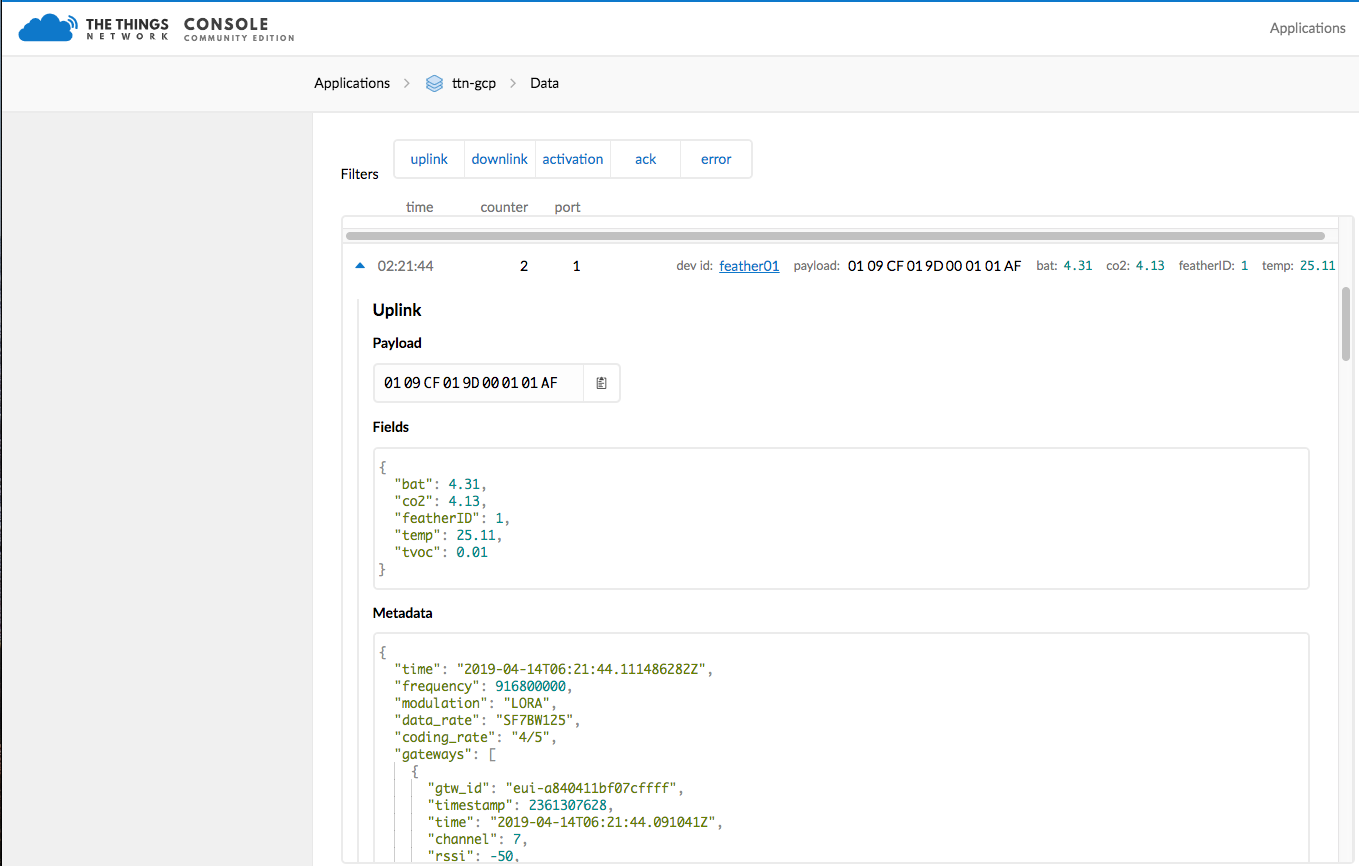 THE THINGS CONSOLE
NETWORK COMMUNITY EDITION
Applications
Applications > ttn-gcp > Data
Filters uplink downlink activation ack error
time counter port
02:21:44 2 1 dev id: feather01 payload: 01 09 CF 01 9D 00 01 01 AF bat: 4.31 co2: 4.13 featherID: 1 temp: 25.11
Uplink
Payload
01 09 CF 01 9D 00 01 01 AF
Fields
{
"bat": 4.31,
"co2": 4.13,
"featherID": 1,
"temp": 25.11,
"tvoc": 0.01
}
Metadata
{
"time": "2019-04-14T06:21:44.111486282Z",
"frequency": 916800000,
"modulation": "LORA",
"data_rate": "SF7BW125",
"coding_rate": "4/5",
"gateways": [
{
"gtw_id": "eui-a840411bf07cffff",
"timestamp": 2361307628,
"time": "2019-04-14T06:21:44.091041Z",
"channel": 7,
"rssi": -50,